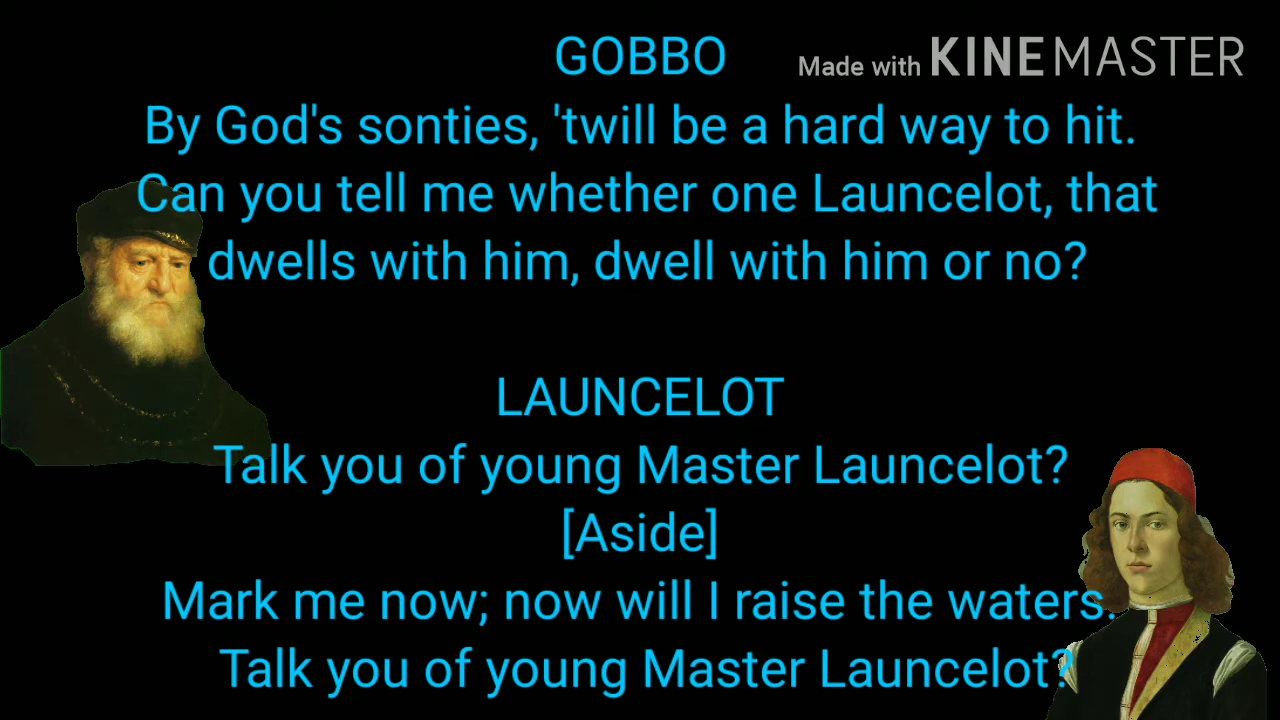 GOBBO
Made with KINEMASTER
By God's sonties, 'twill be a hard way to hit.
Can you tell me whether one Launcelot, that
dwells with him, dwell with him or no?
LAUNCELOT
Talk you of young Master Launcelot?
[Aside]
Mark me now; now will I raise the waters.
Talk you of young Master Launcelot?